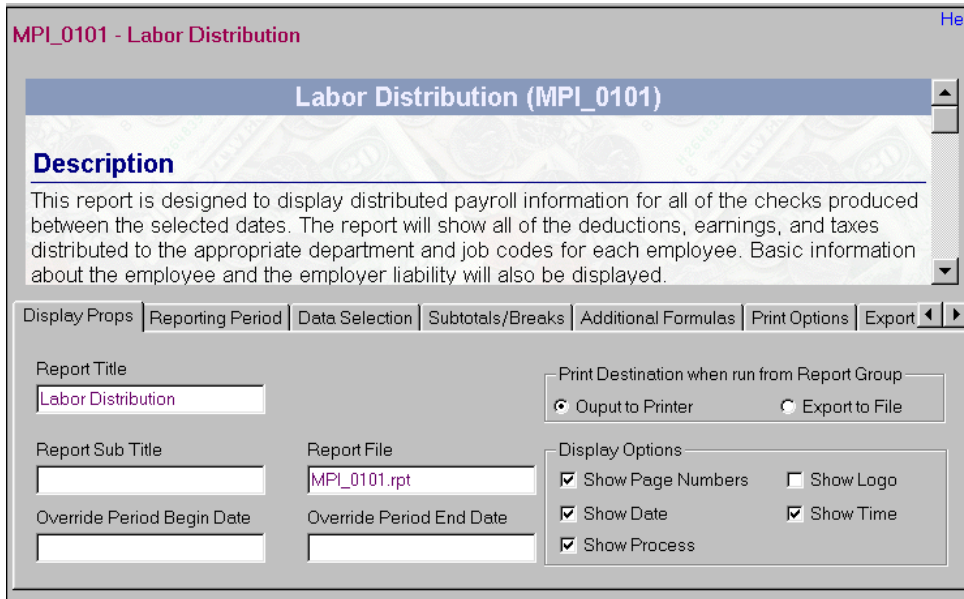 He
MPI_0101 - Labor Distribution
Labor Distribution (MPI_0101)
Description
This report is designed to display distributed payroll information for all of the checks produced
between the selected dates. The report will show all of the deductions, earnings, and taxes
distributed to the appropriate department and job codes for each employee. Basic information
about the employee and the employer liability will also be displayed.
Display Props Reporting Period Data Selection Subtotals/Breaks Additional Formulas Print Options Export
Report Title
Labor Distribution
Print Destination when run from Report Group
Ouput to Printer Export to File
Report Sub Title Report File
MPI_0101.rpt
Override Period Begin Date Override Period End Date
Display Options
Show Page Numbers Show Logo
Show Date Show Time
Show Process